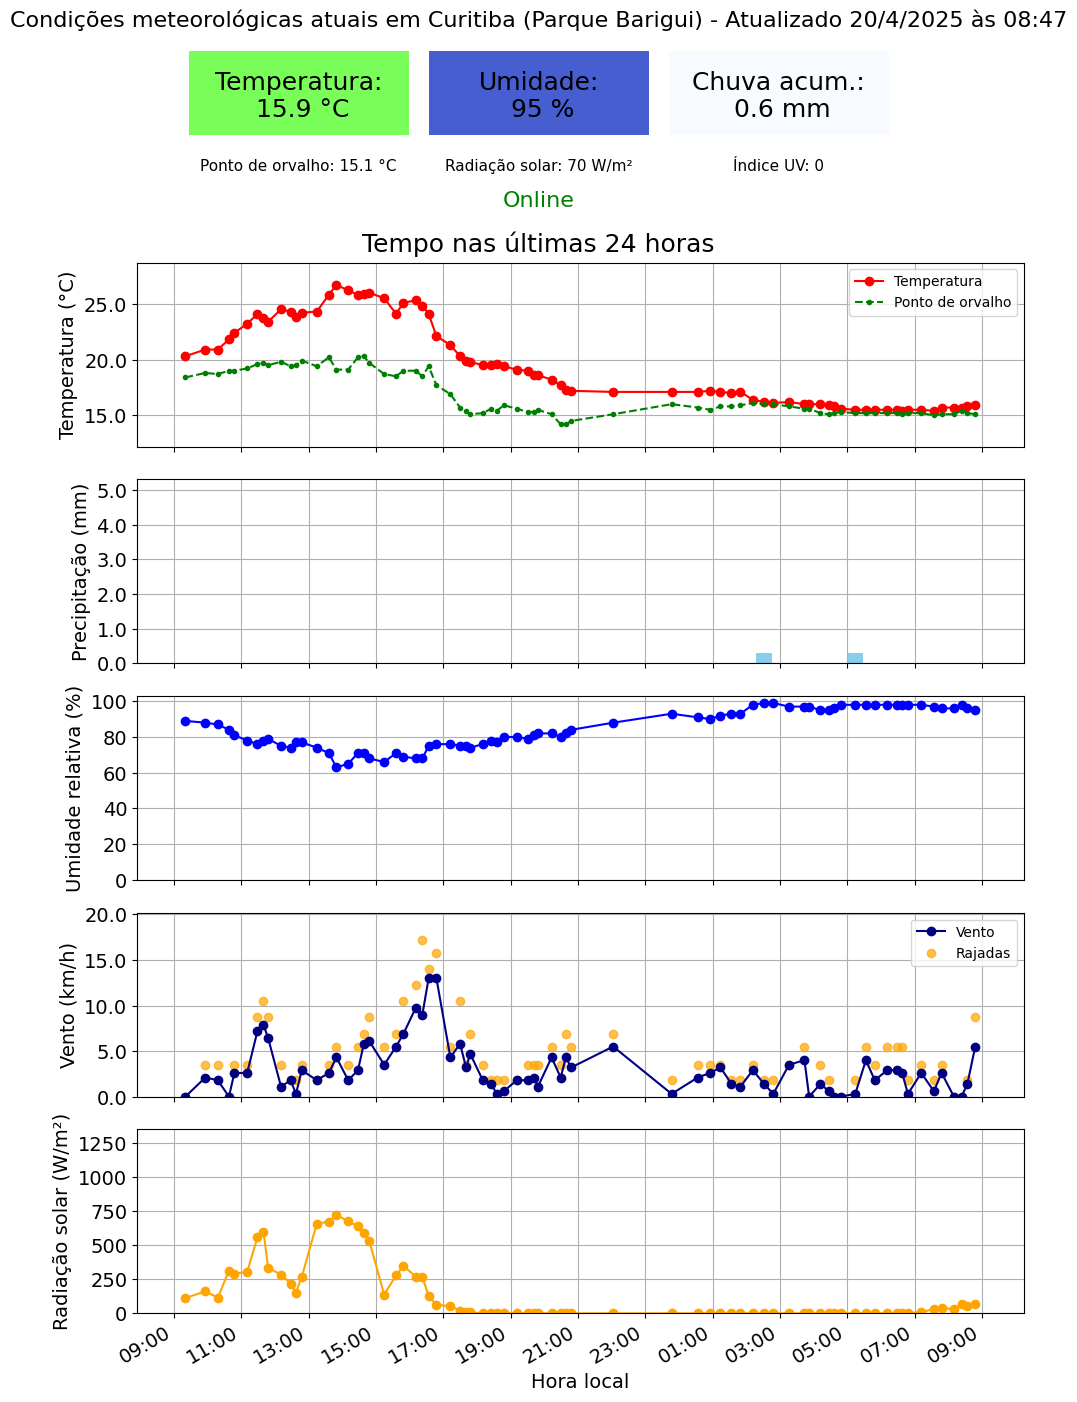 Condições meteorológicas atuais em Curitiba (Parque Barigui) - Atualizado 20/4/2025 às 08:47
Temperatura:
15.9 °C
Umidade:
95 %
Chuva acum.:
0.6 mm
Ponto de orvalho: 15.1 °C
Radiação solar: 70 W/m²
Índice UV: 0
Online
Tempo nas últimas 24 horas
Temperatura (°C)
25.0
20.0
15.0
Temperatura
Ponto de orvalho
Precipitação (mm)
5.0
4.0
3.0
2.0
1.0
0.0
Umidade relativa (%)
100
80
60
40
20
0
Vento (km/h)
20.0
15.0
10.0
5.0
0.0
Vento
Rajadas
Radiação solar (W/m²)
1250
1000
750
500
250
0
09:00
11:00
13:00
15:00
17:00
19:00
21:00
23:00
01:00
03:00
05:00
07:00
09:00
Hora local